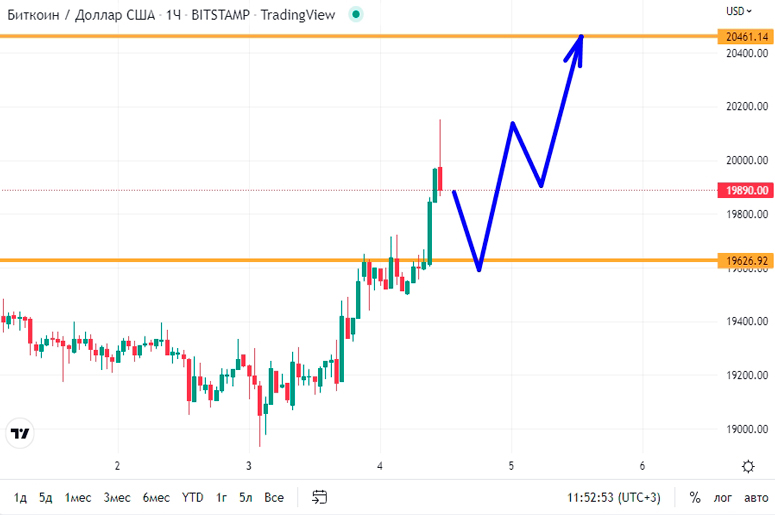 Биткоин / Доллар США · 1Ч · BITSTAMP · TradingView
USD
20461.14
20400.00
20200.00
20000.00
19890.00
19800.00
19626.92
19600.00
19400.00
19200.00
19000.00
2 3 4 5 6
1д 5д 1мес 3мес 6мес YTD 1г 5л Все 11:52:53 (UTC+3) % лог авто